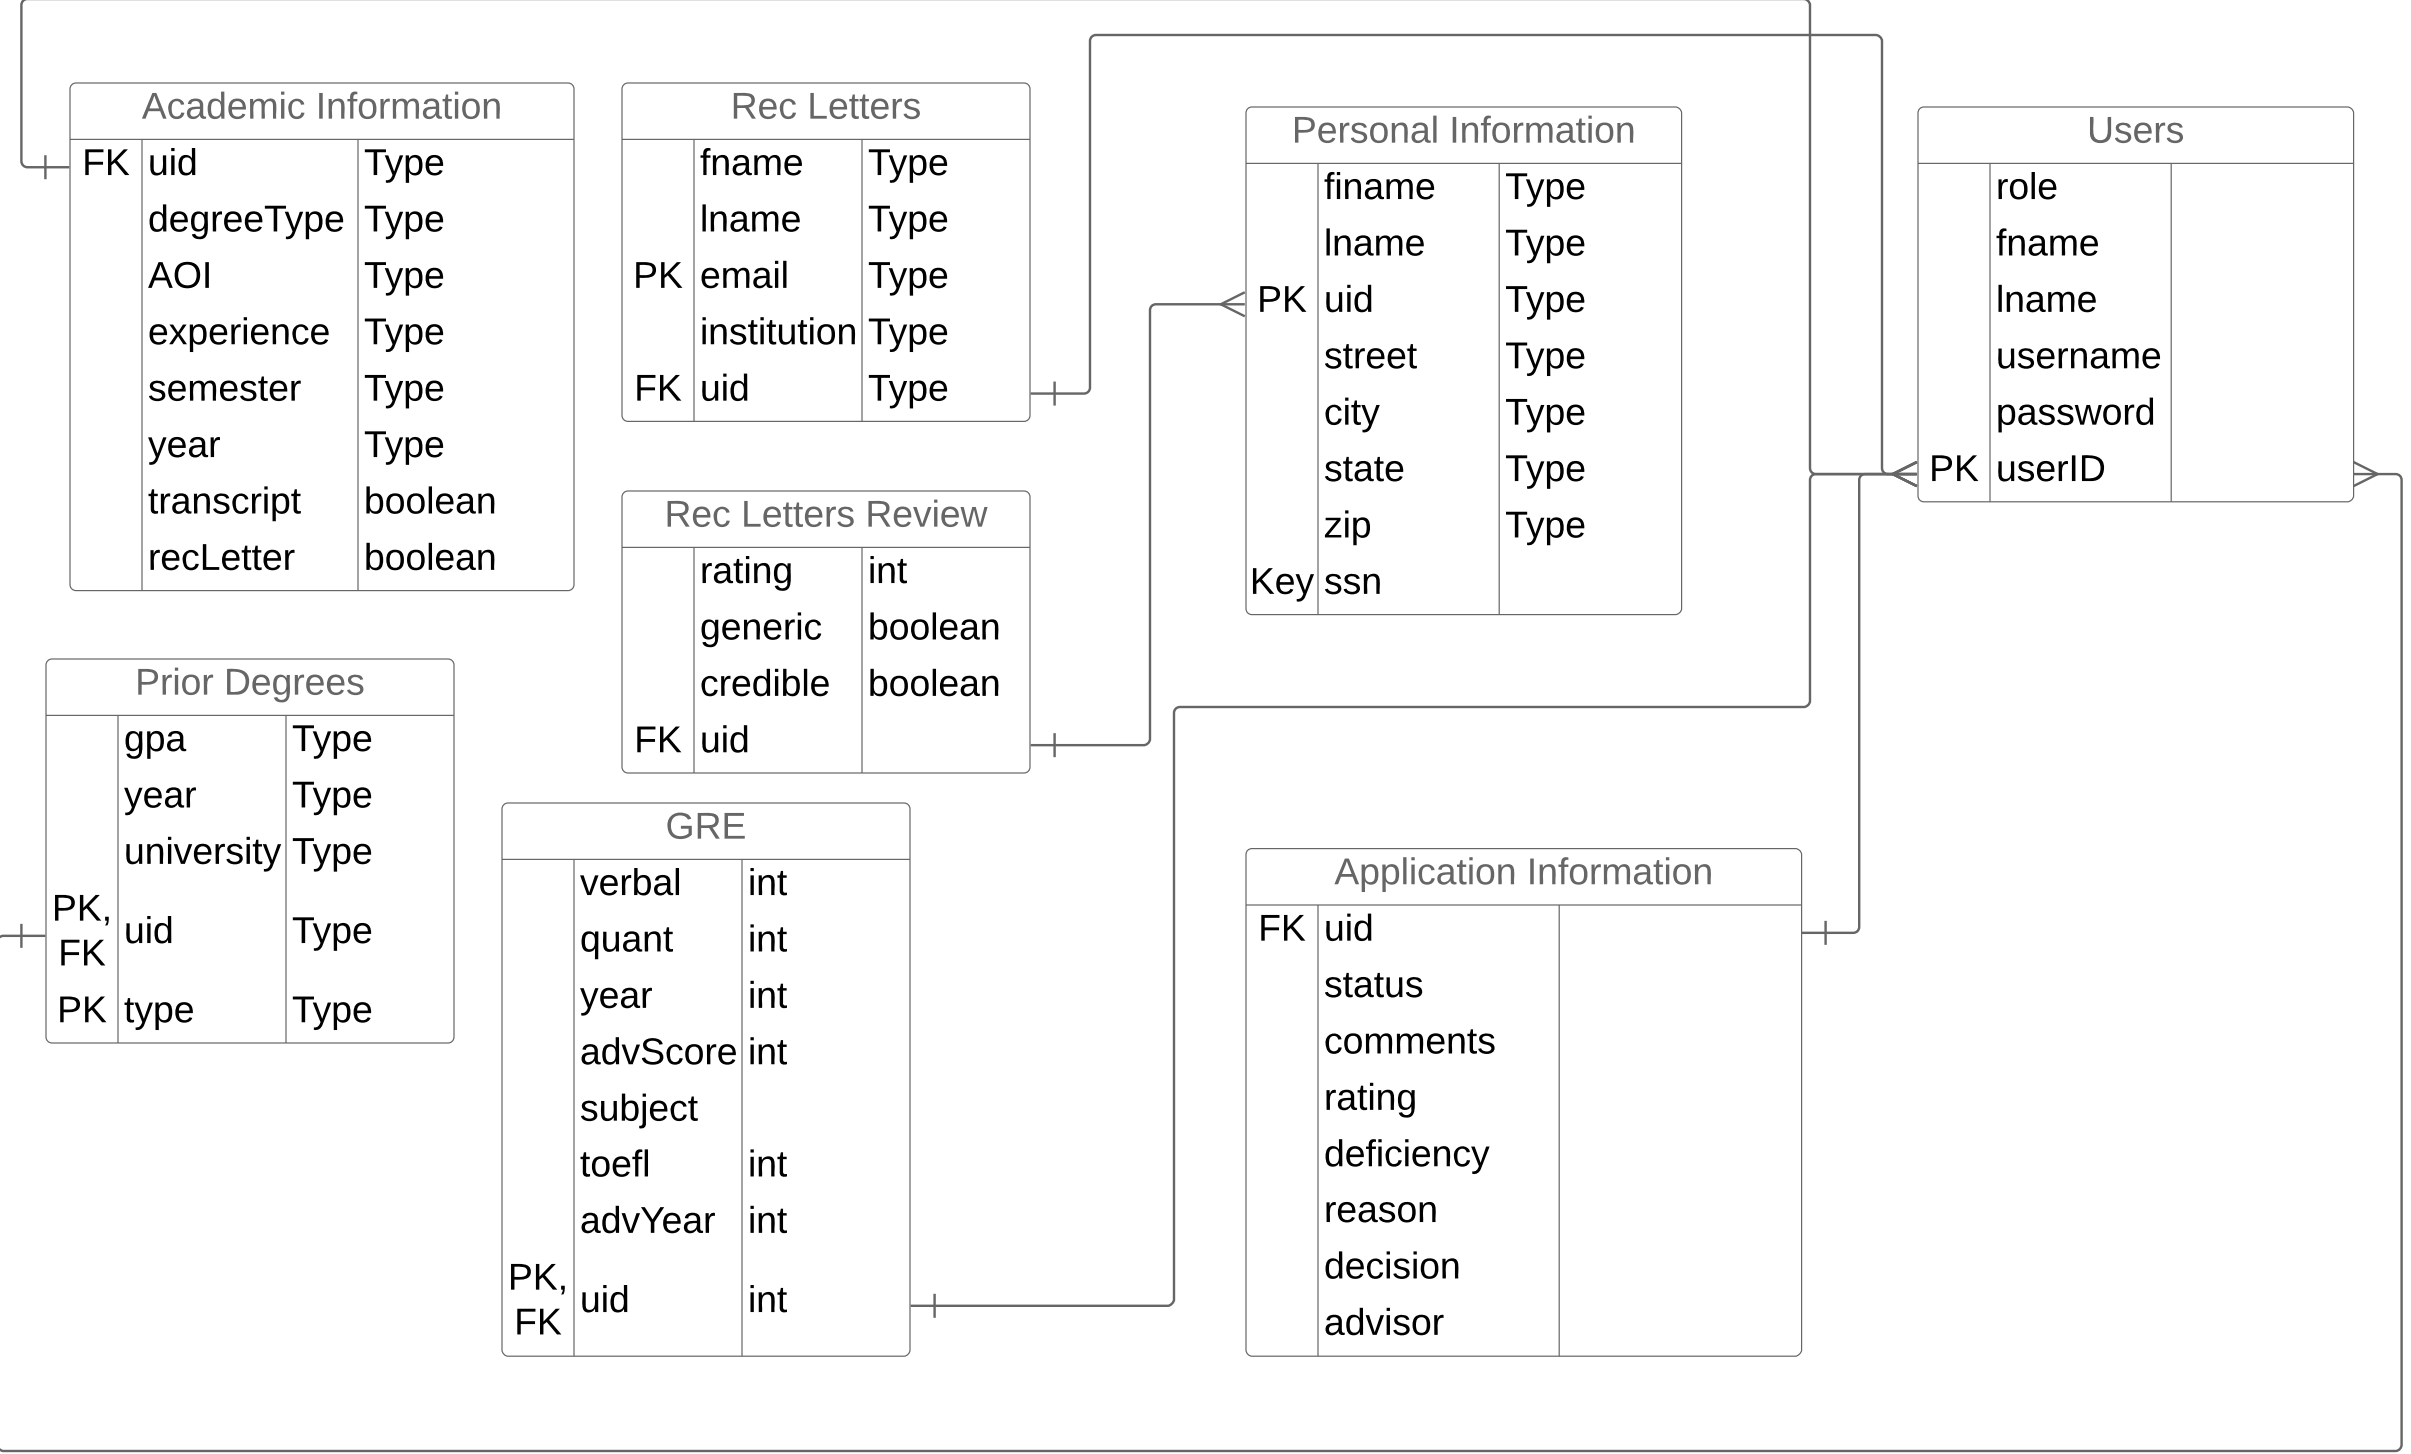 Academic Information
FK uid Type
degreeType Type
AOI Type
experience Type
semester Type
year Type
transcript boolean
recLetter boolean
Rec Letters
fname Type
lname Type
PK email Type
institution Type
FK uid Type
Personal Information
finame Type
lname Type
PK uid Type
street Type
city Type
state Type
zip Type
Key ssn
Users
role
fname
lname
username
password
PK userID
Rec Letters Review
rating int
generic boolean
credible boolean
FK uid
Prior Degrees
gpa Type
year Type
university Type
PK, FK uid Type
PK type Type
GRE
verbal int
quant int
year int
advScore int
subject
toefl int
advYear int
PK, FK uid int
Application Information
FK uid
status
comments
rating
deficiency
reason
decision
advisor